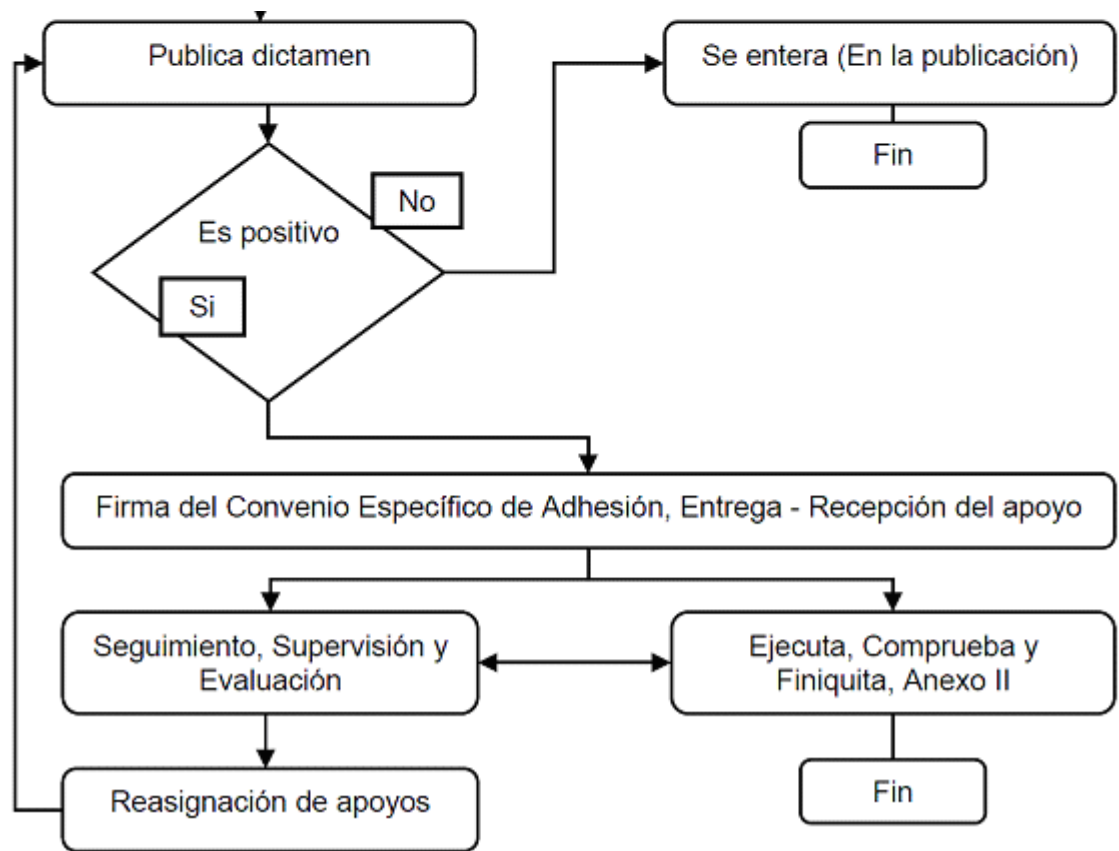 Publica dictamen
Se entera (En la publicación)
Fin
No
Es positivo
Si
Firma del Convenio Específico de Adhesión, Entrega - Recepción del apoyo
Seguimiento, Supervisión y
Evaluación
Ejecuta, Comprueba y
Finiquita, Anexo II
Reasignación de apoyos
Fin